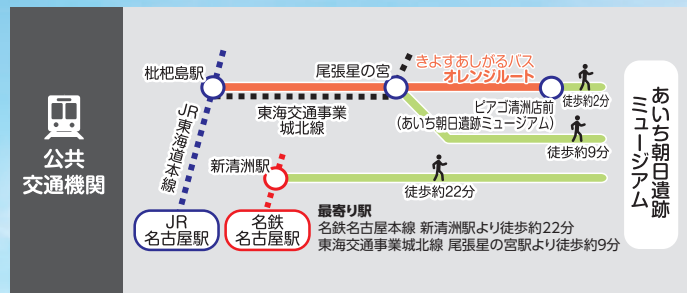 公共
交通機関
枇杷島駅
尾張星の宮
きよすあしがるバス
オレンジルート
JR東海道本線
東海交通事業
城北線
ピアゴ清洲店前
(あいち朝日遺跡ミュージアム)
徒歩約2分
徒歩約9分
新清洲駅
徒歩約22分
あいち朝日遺跡
ミュージアム
JR
名古屋駅
名鉄
名古屋駅
最寄り駅
名鉄名古屋本線 新清洲駅より徒歩約22分
東海交通事業城北線 尾張星の宮駅より徒歩約9分